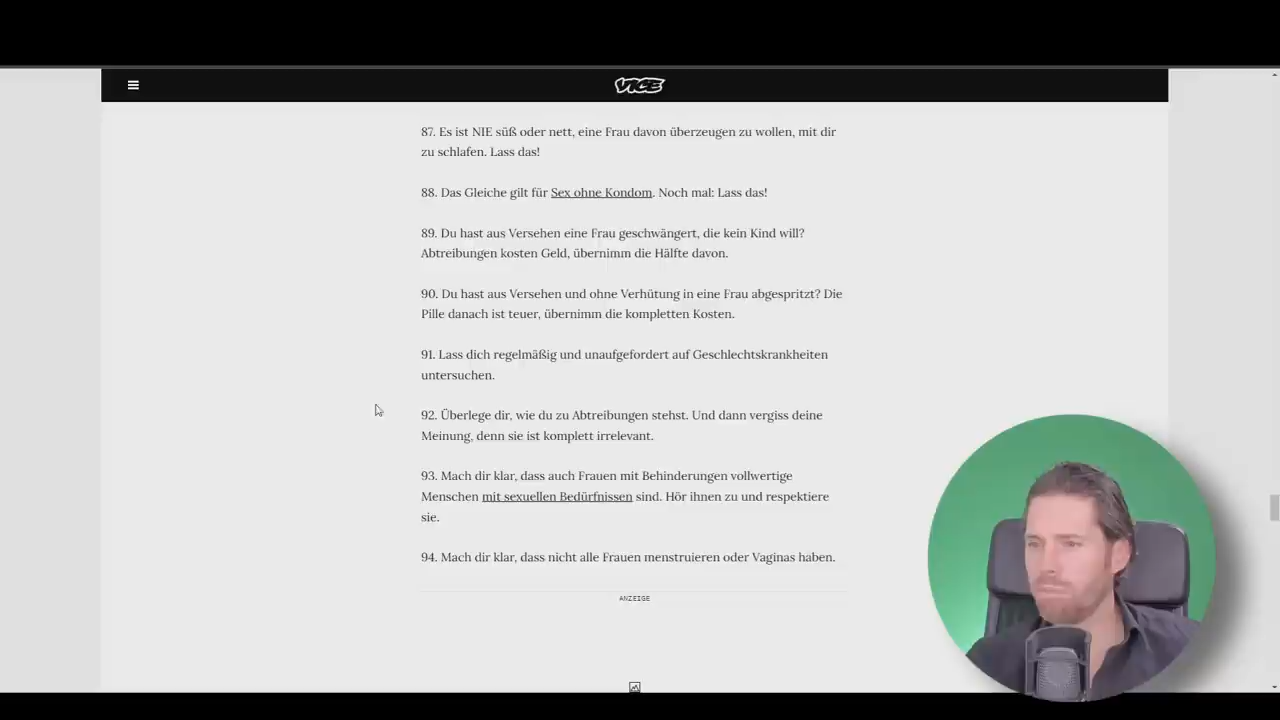 VICE
87. Es ist NIE süß oder nett, eine Frau davon überzeugen zu wollen, mit dir
zu schlafen. Lass das!
88. Das Gleiche gilt für Sex ohne Kondom. Noch mal: Lass das!
89. Du hast aus Versehen eine Frau geschwängert, die kein Kind will?
Abtreibungen kosten Geld, übernimm die Hälfte davon.
90. Du hast aus Versehen und ohne Verhütung in eine Frau abgespritzt? Die
Pille danach ist teuer, übernimm die kompletten Kosten.
91. Lass dich regelmäßig und unaufgefordert auf Geschlechtskrankheiten
untersuchen.
92. Überlege dir, wie du zu Abtreibungen stehst. Und dann vergiss deine
Meinung, denn sie ist komplett irrelevant.
93. Mach dir klar, dass auch Frauen mit Behinderungen vollwertige
Menschen mit sexuellen Bedürfnissen sind. Hör ihnen zu und respektiere
sie.
94. Mach dir klar, dass nicht alle Frauen menstruieren oder Vaginas haben.
ANZEIGE